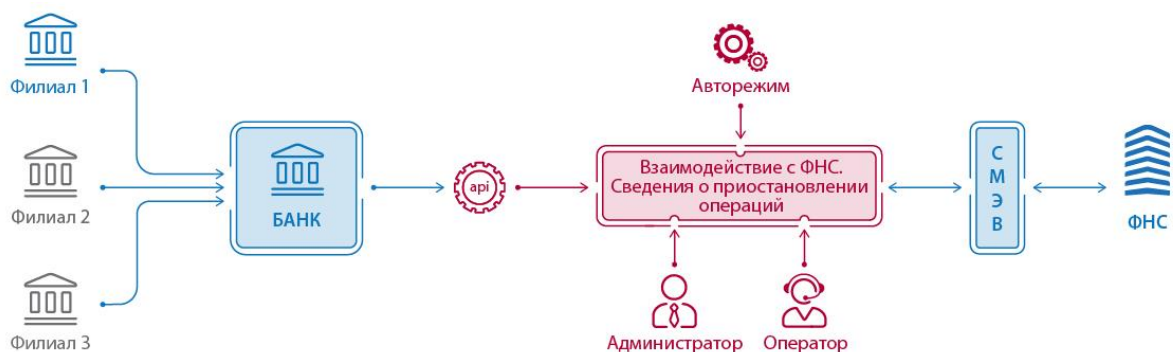 Филиал 1
Филиал 2
Филиал 3
БАНК
api
Авторежим
Взаимодействие с ФНС.
Сведения о приостановлении
операций
Администратор
Оператор
С
М
Э
В
ФНС